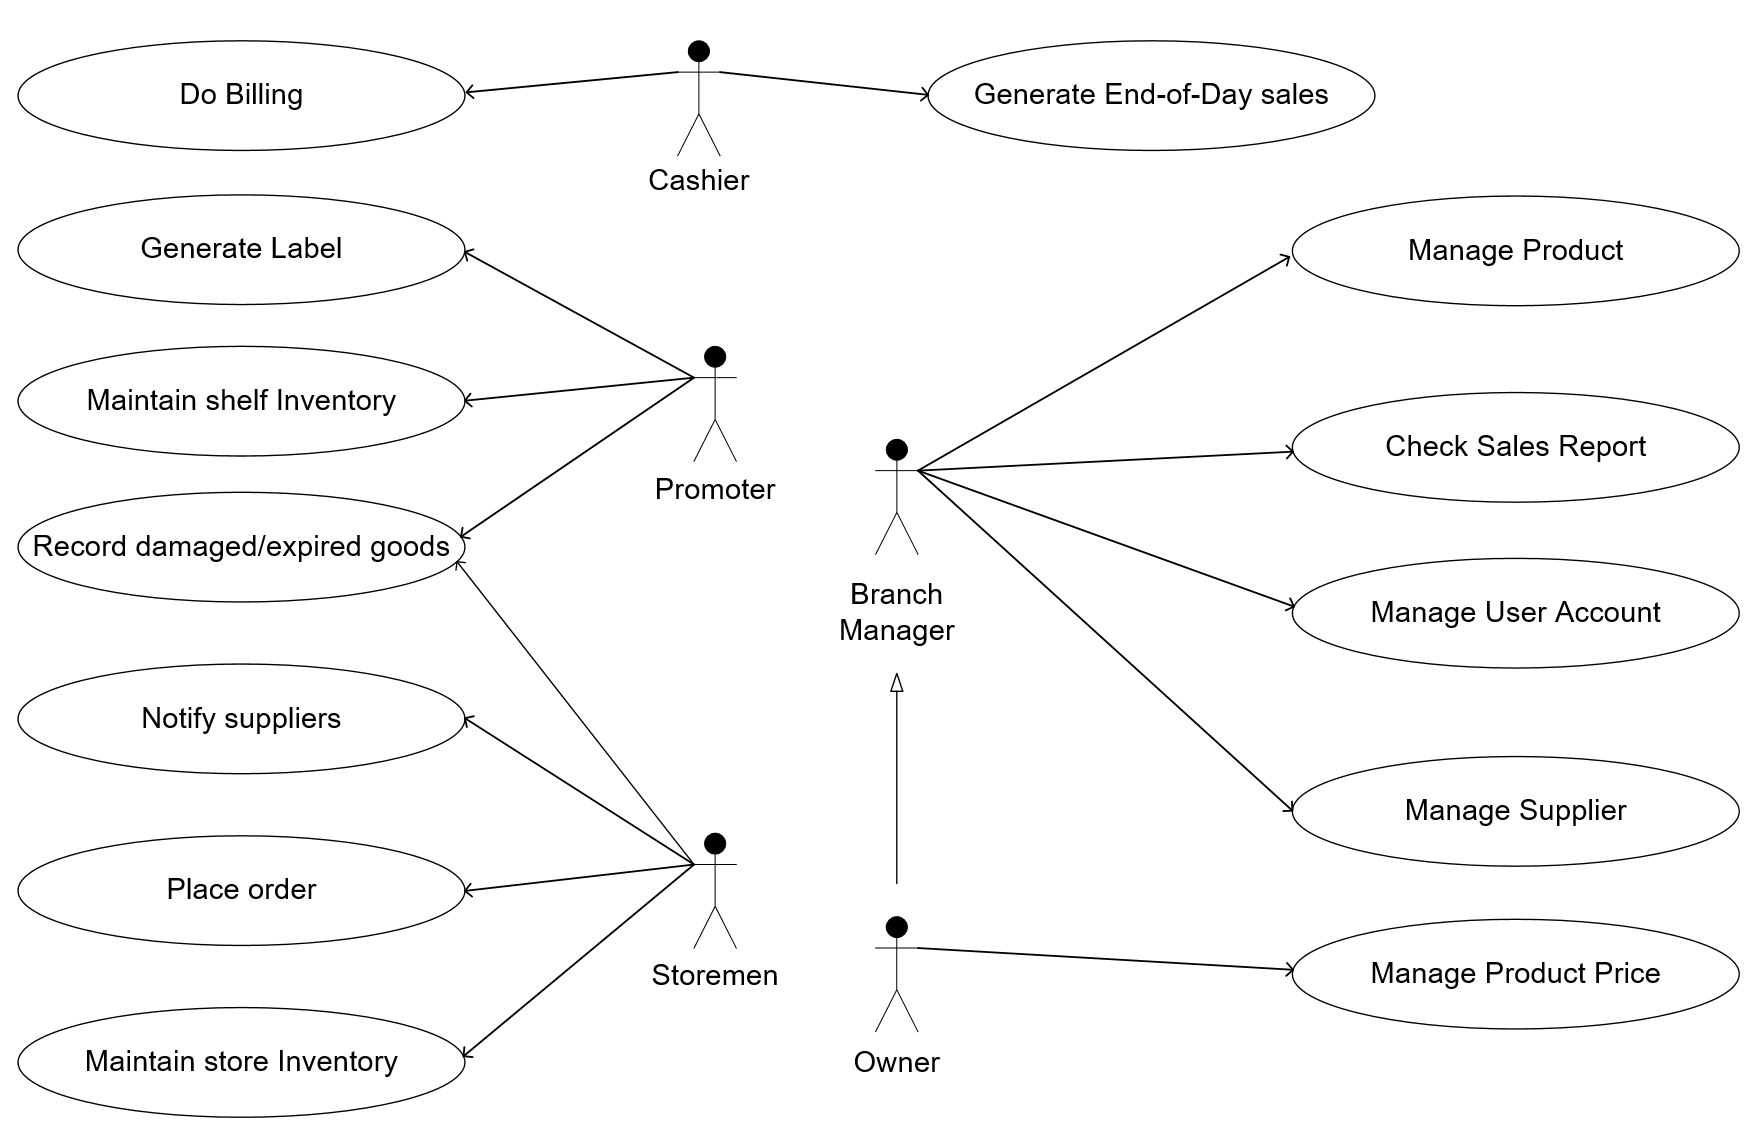 Do Billing
Generate End-of-Day sales
Cashier
Generate Label
Manage Product
Maintain shelf Inventory
Check Sales Report
Promoter
Record damaged/expired goods
Branch
Manager
Manage User Account
Notify suppliers
Manage Supplier
Place order
Storemen
Manage Product Price
Maintain store Inventory
Owner